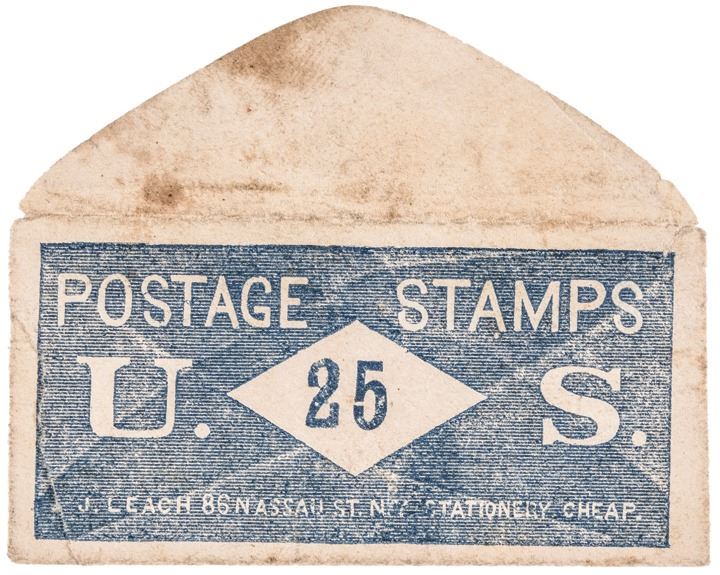 POSTAGE STAMPS
U. 25 S.
J. LEACH 86 NASSAU ST. N.Y. STATIONERY CHEAP.